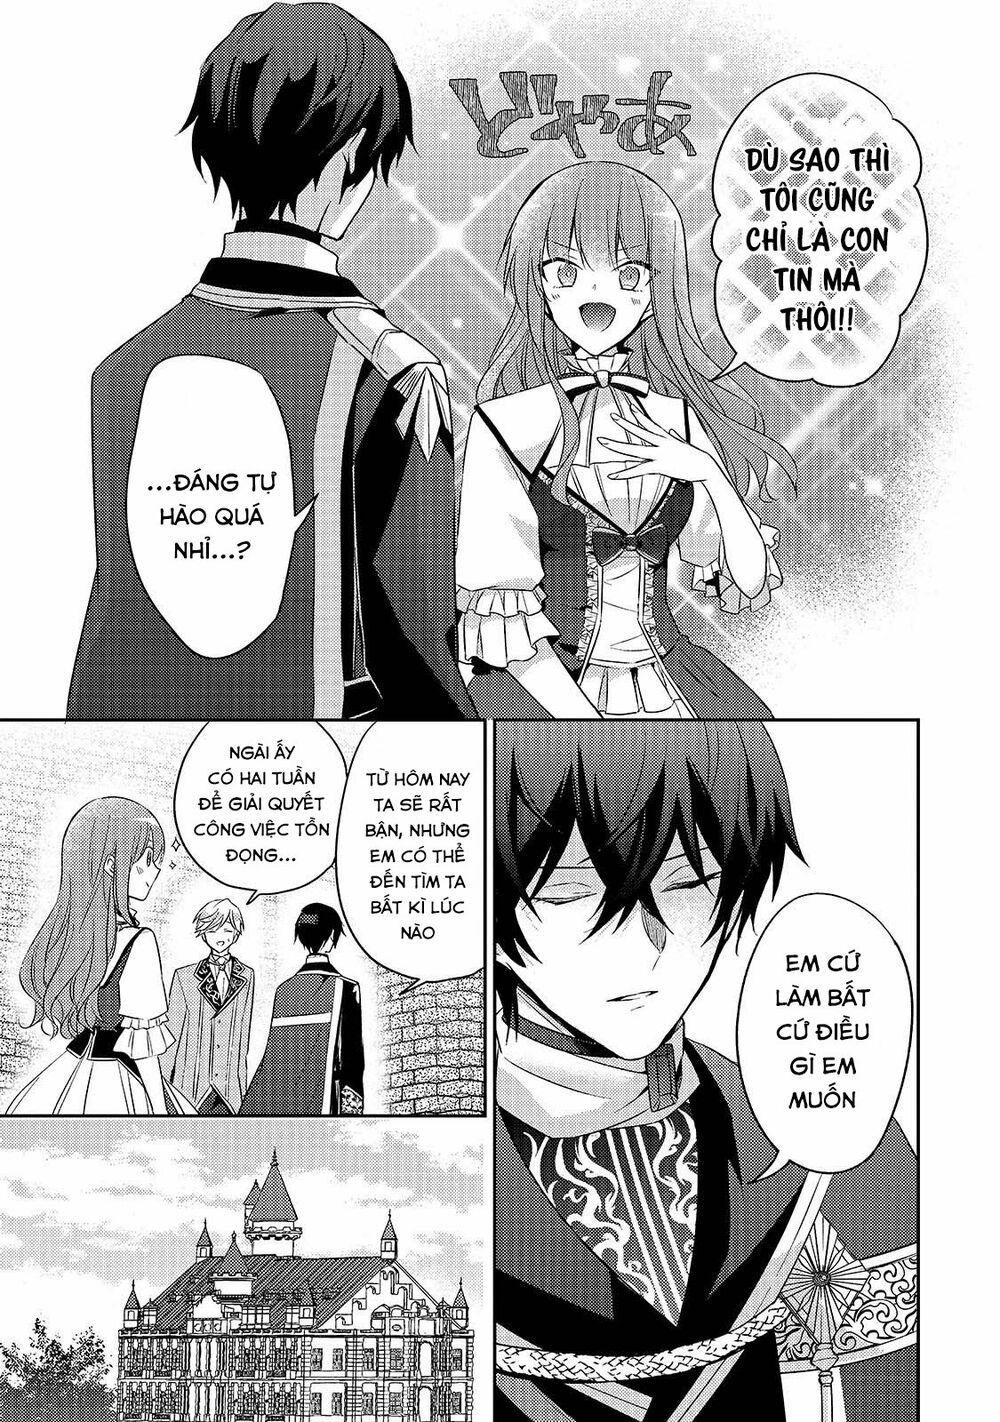 DÙ SAO THÌ
TÔI CŨNG
CHỈ LÀ CON
TIN MÀ
THÔI!!
どやあ
...ĐÁNG TỰ
HÀO QUÁ
NHỈ...?
EM CỨ
LÀM BẤT
CỨ ĐIỀU
GÌ EM
MUỐN
TỪ HÔM NAY
TA SẼ RẤT
BẬN, NHƯNG
EM CÓ THỂ
ĐẾN TÌM TA
BẤT KÌ LÚC
NÀO
NGÀI ẤY
CÓ HAI TUẦN
ĐỂ GIẢI QUYẾT
CÔNG VIỆC TỒN
ĐỌNG...